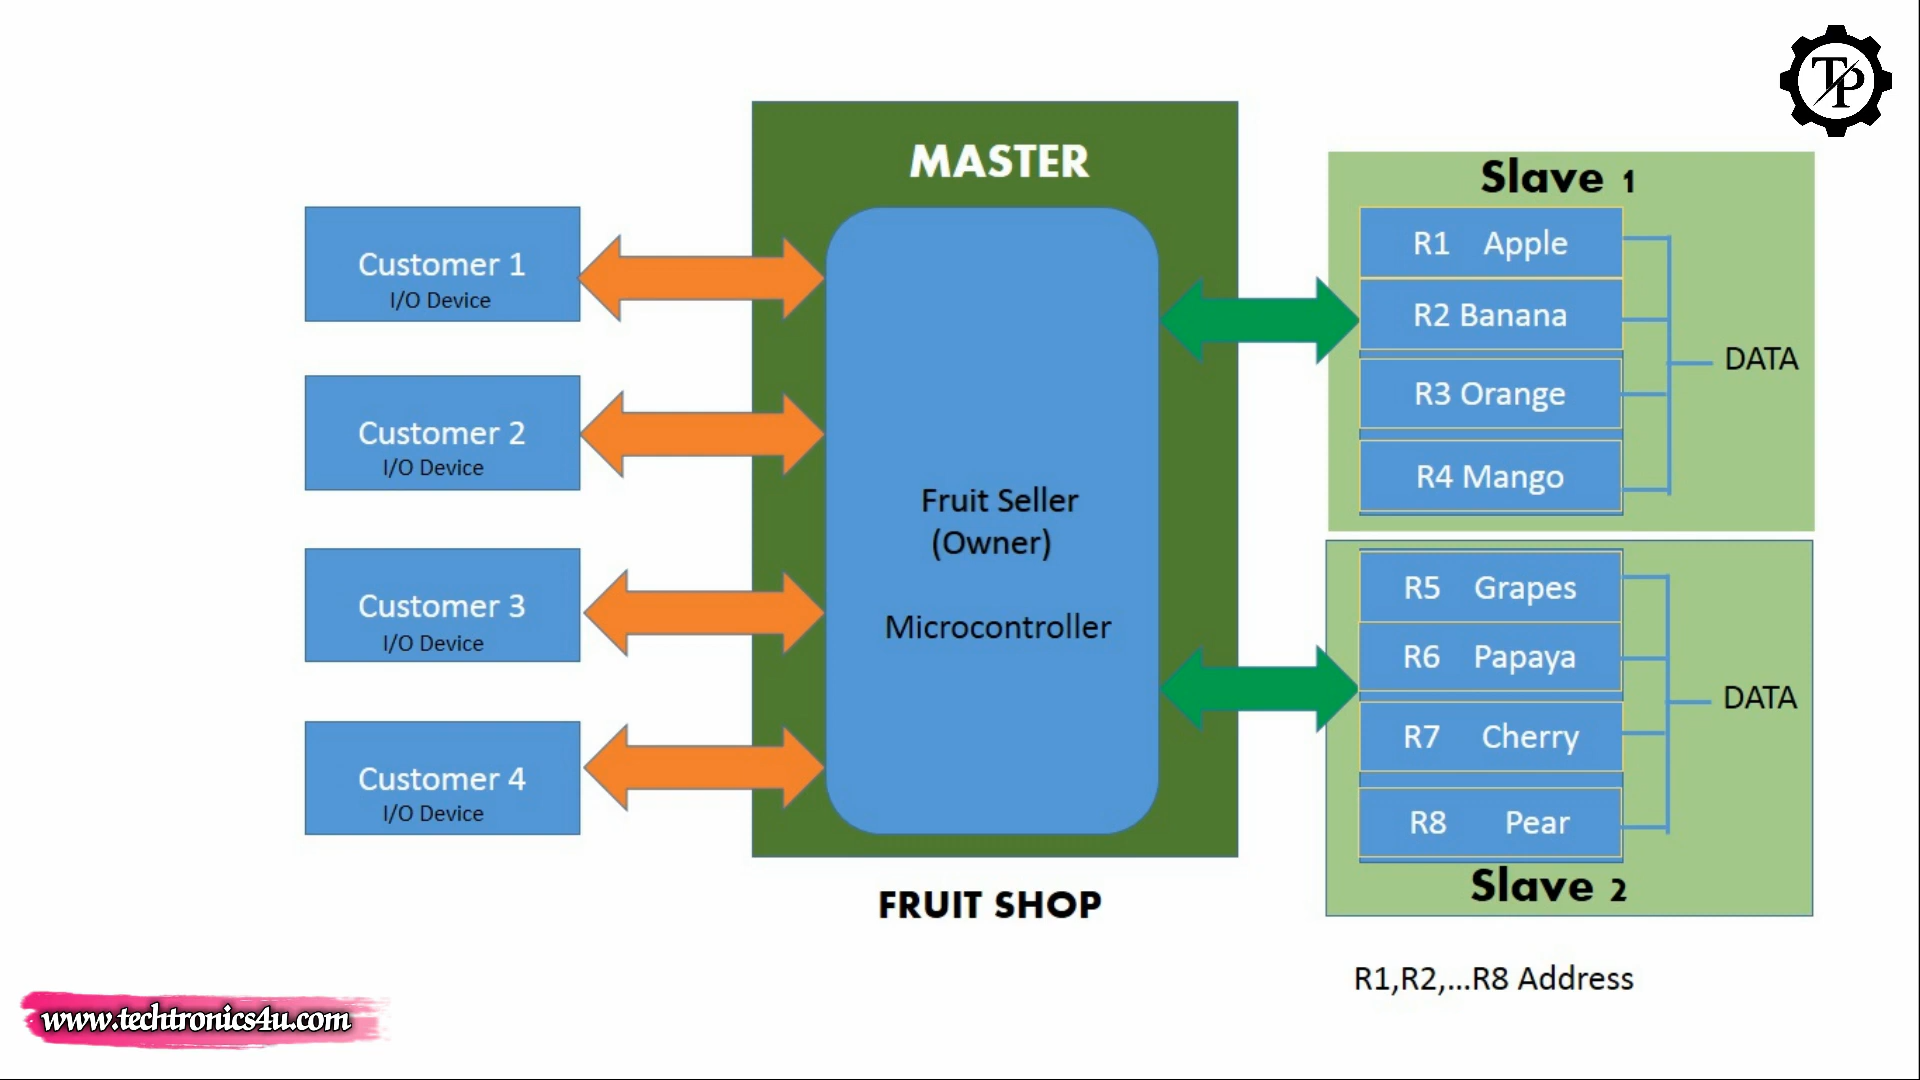 TP
MASTER
Slave 1
Customer 1
I/O Device
Customer 2
I/O Device
Customer 3
I/O Device
Customer 4
I/O Device
Fruit Seller
(Owner)
Microcontroller
R1 Apple
R2 Banana
R3 Orange
R4 Mango
DATA
R5 Grapes
R6 Papaya
R7 Cherry
R8 Pear
DATA
Slave 2
FRUIT SHOP
R1,R2,...R8 Address
www.techtronics4u.com